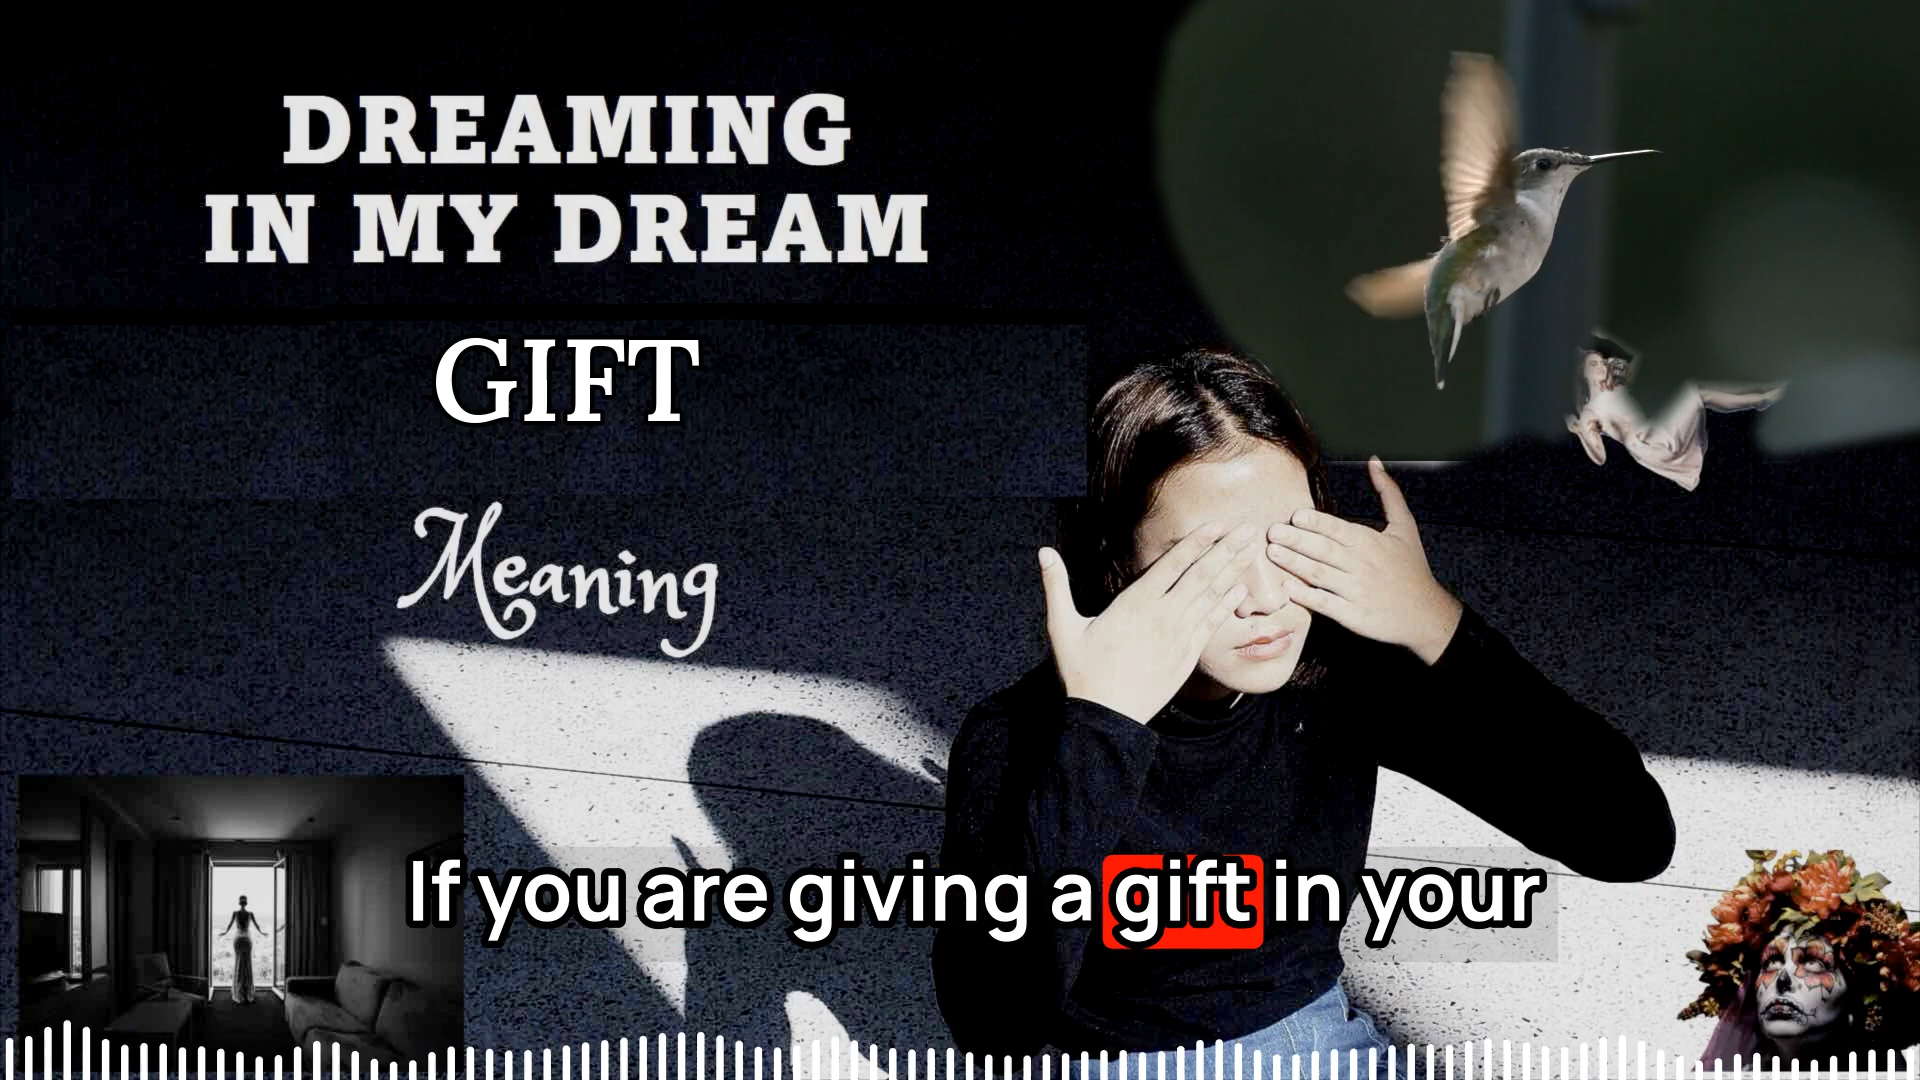 DREAMING
IN MY DREAM
GIFT
Meaning
If you are giving a gift in your